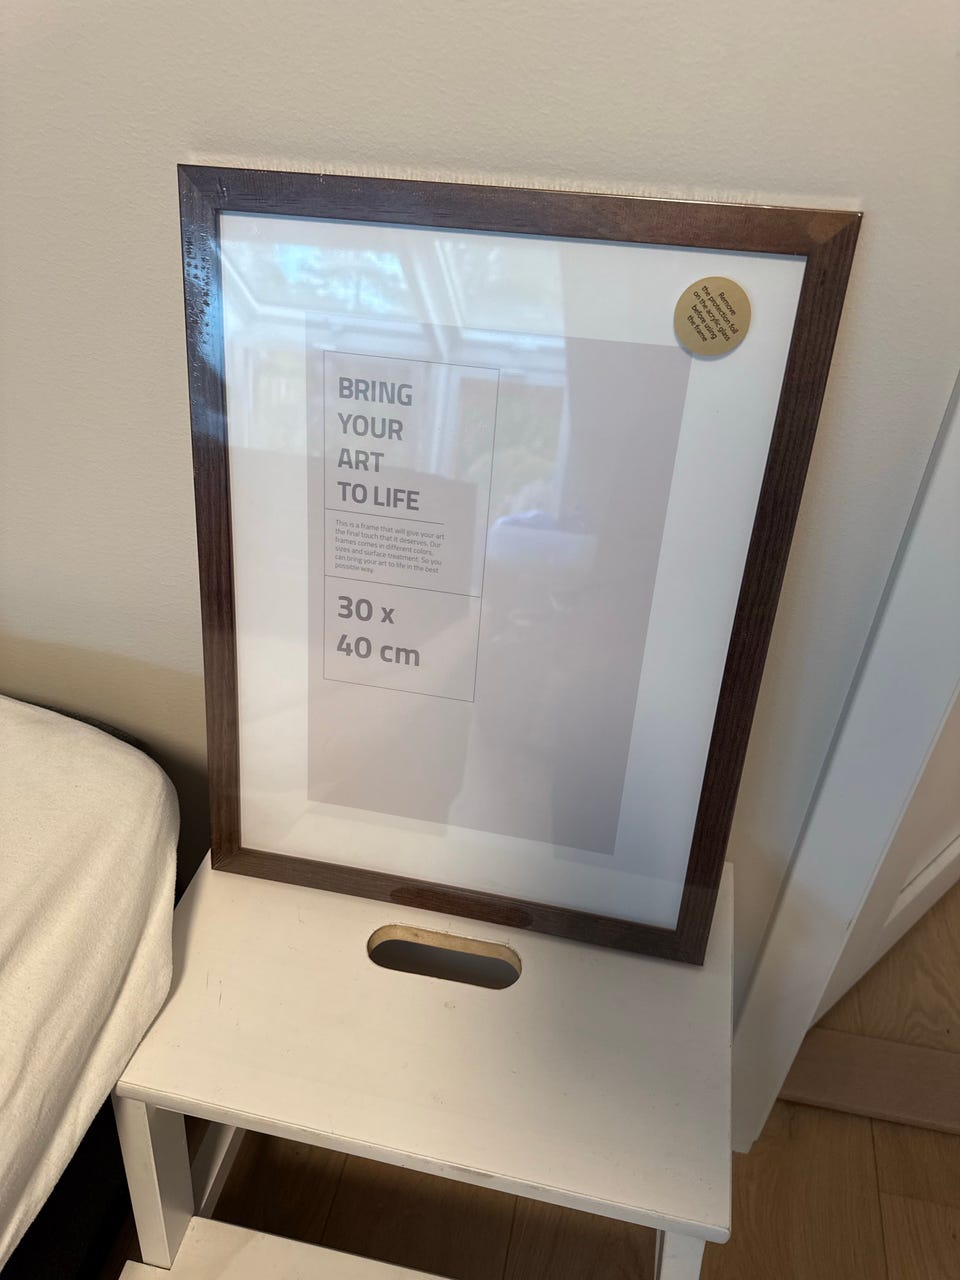 Remove
the protection foil
on the acrylic glass
before using
the frame
BRING
YOUR
ART
TO LIFE
This is a frame that will give your art
the final touch that it deserves. Our
frames comes in different colors,
sizes and surface treatment. So you
can bring your art to life in the best
possible way.
30 x
40 cm